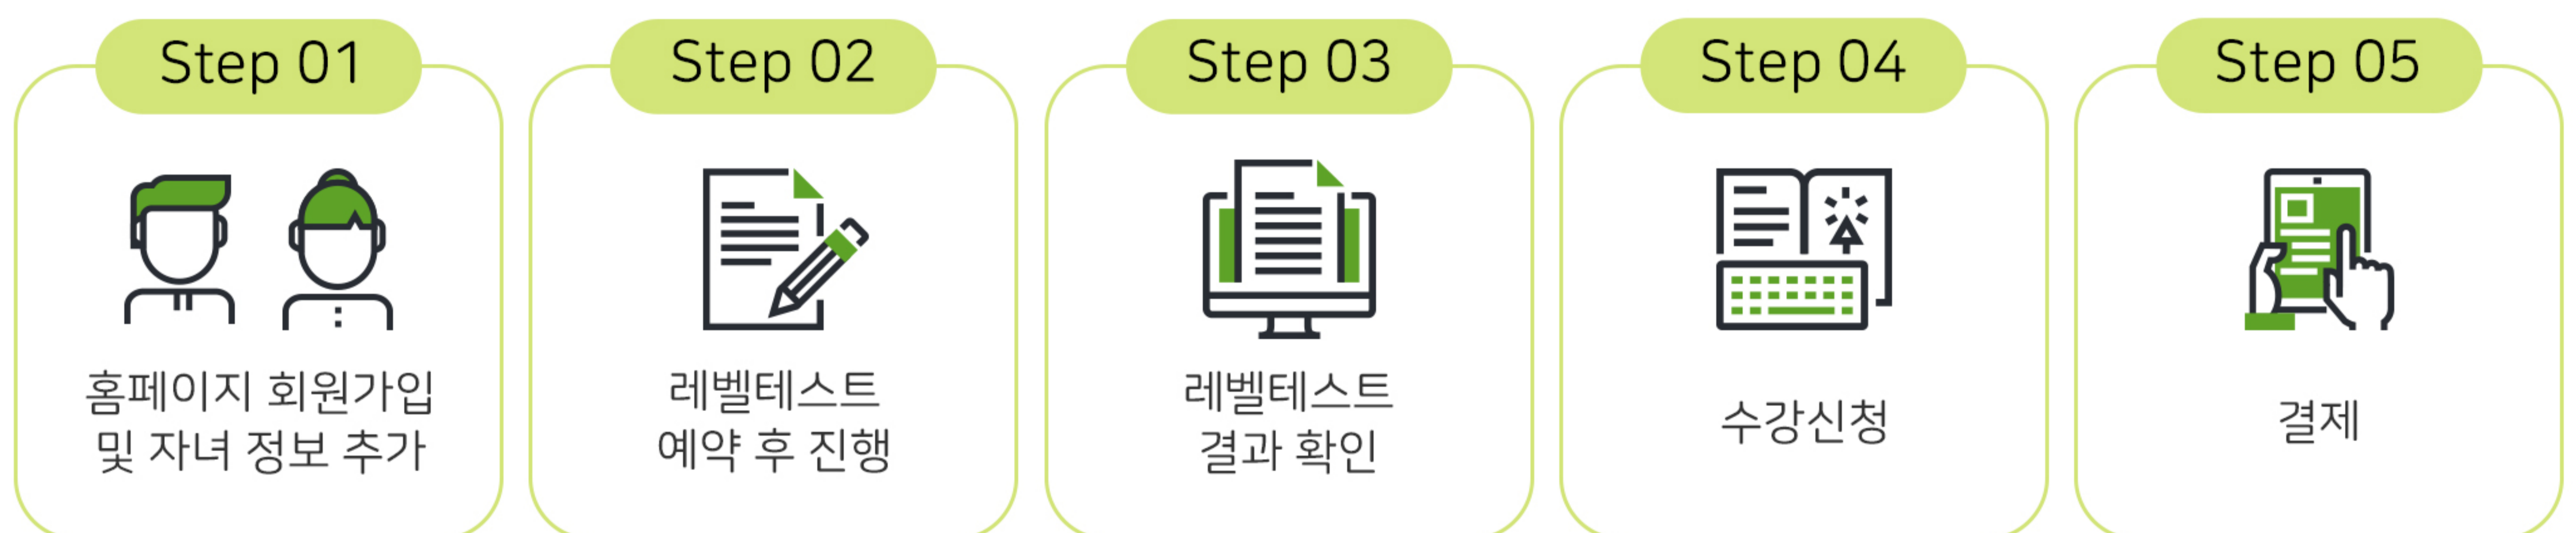 Step 01
홈페이지 회원가입
및 자녀 정보 추가
Step 02
레벨테스트
예약 후 진행
Step 03
레벨테스트
결과 확인
Step 04
수강신청
Step 05
결제